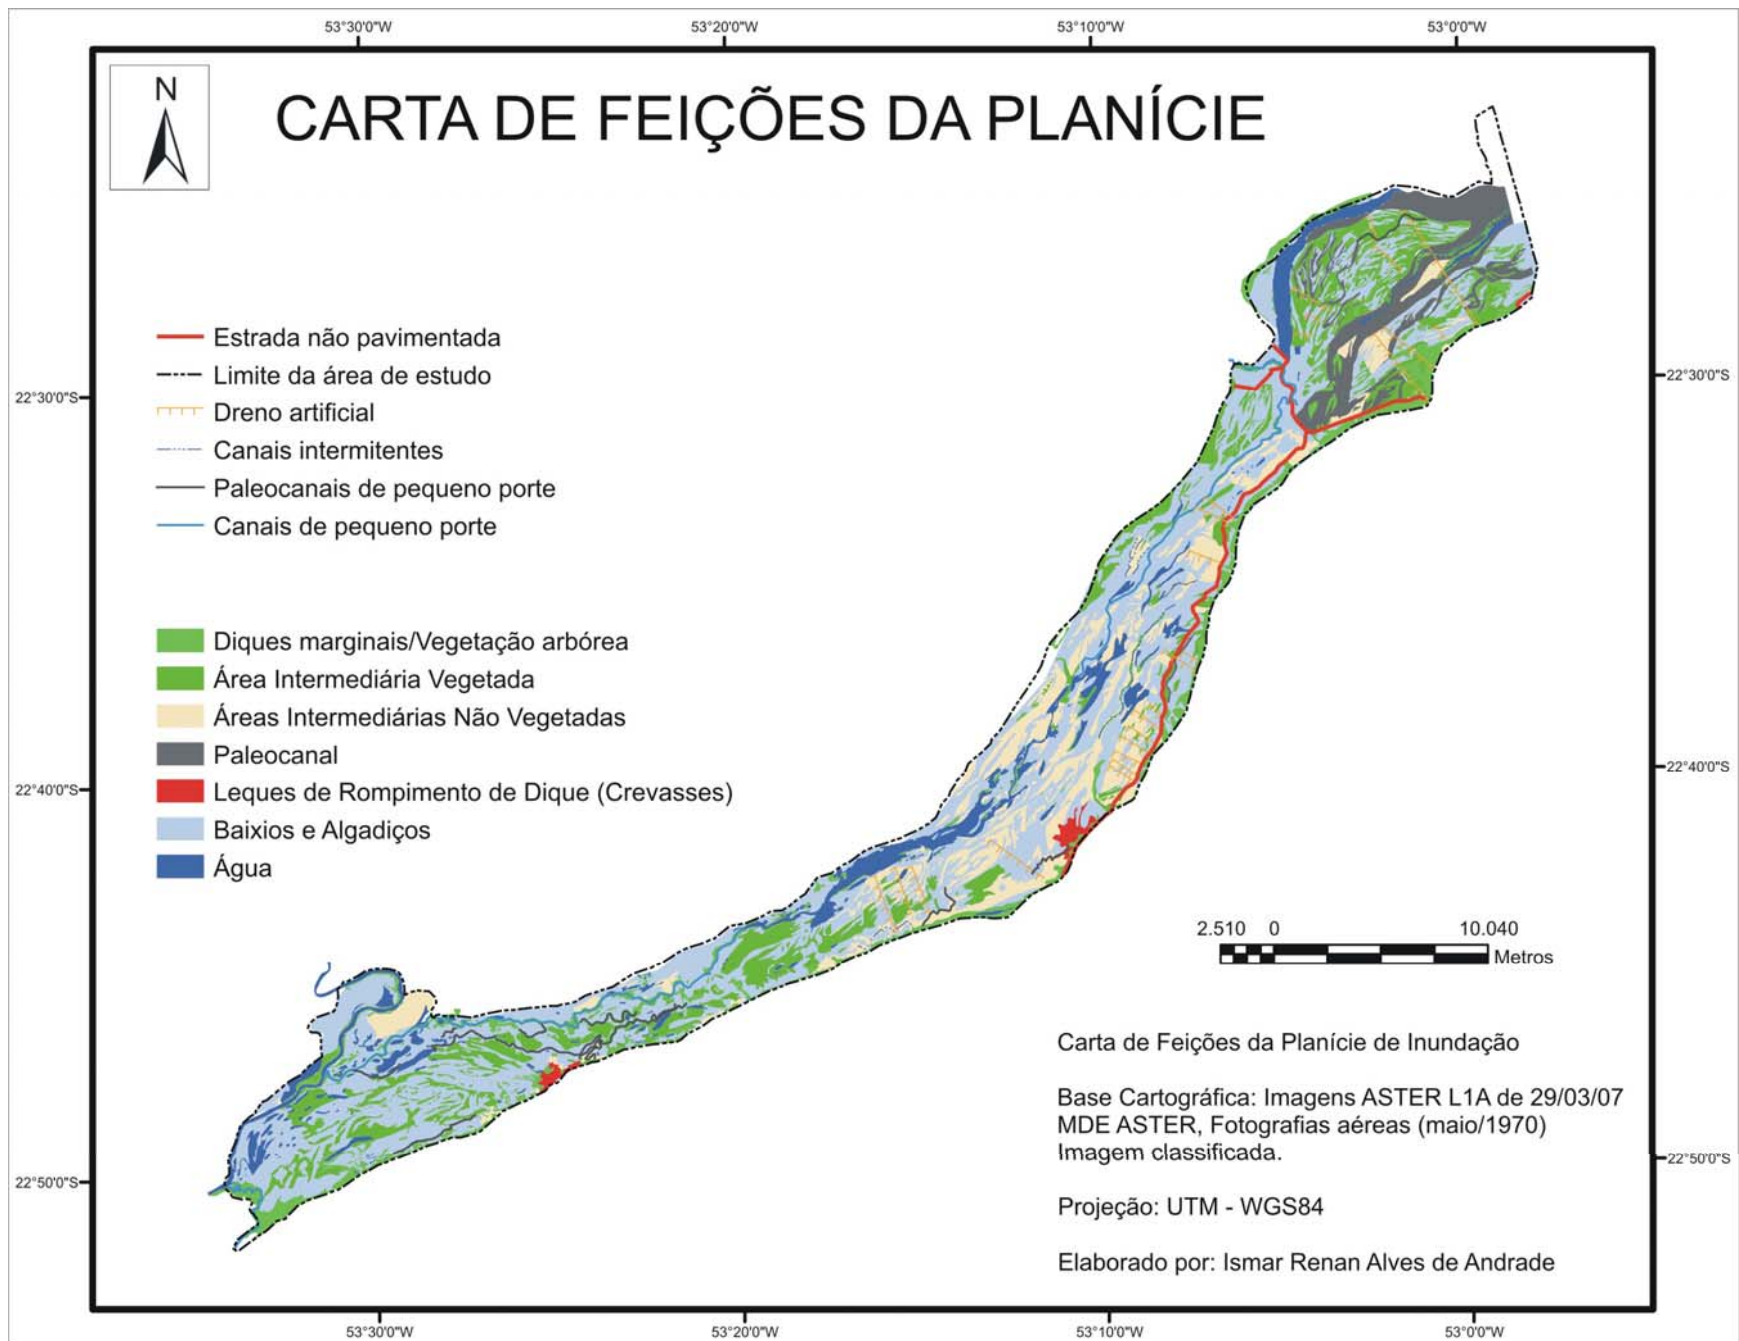 53°30'0"W
53°20'0"W
53°10'0"W
53°0'0"W
N
CARTA DE FEIÇÕES DA PLANÍCIE
Estrada não pavimentada
Limite da área de estudo
Dreno artificial
Canais intermitentes
Paleocanais de pequeno porte
Canais de pequeno porte
22°30'0"S
22°30'0"S
Diques marginais/Vegetação arbórea
Área Intermediária Vegetada
Áreas Intermediárias Não Vegetadas
Paleocanal
Leques de Rompimento de Dique (Crevasses)
Baixios e Algadiços
Água
22°40'0"S
22°40'0"S
2.510 0 10.040
Metros
Carta de Feições da Planície de Inundação
Base Cartográfica: Imagens ASTER L1A de 29/03/07
MDE ASTER, Fotografias aéreas (maio/1970)
Imagem classificada.
Projeção: UTM - WGS84
Elaborado por: Ismar Renan Alves de Andrade
22°50'0"S
22°50'0"S
53°30'0"W
53°20'0"W
53°10'0"W
53°0'0"W